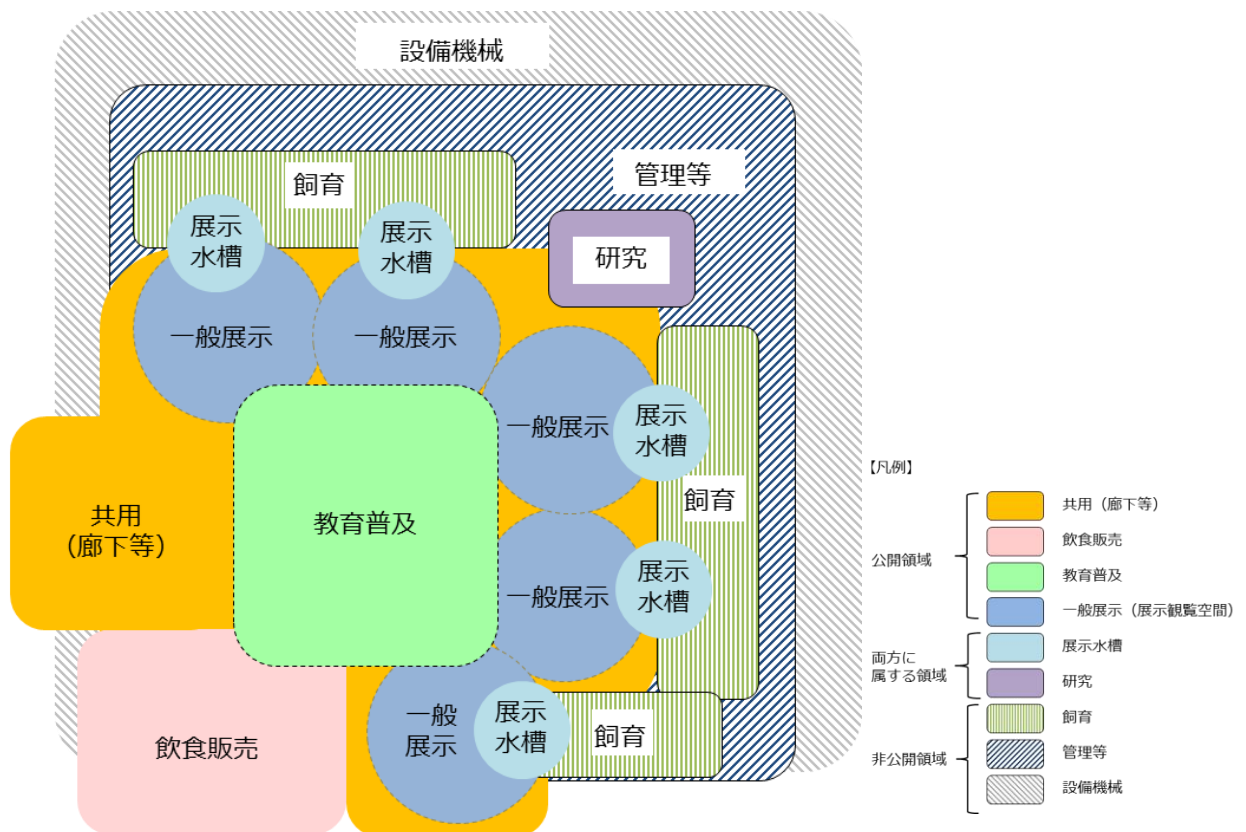 設備機械
管理等
飼育
展示
水槽
展示
水槽
研究
一般展示
一般展示
一般展示
展示
水槽
飼育
共用
（廊下等）
教育普及
一般展示
展示
水槽
飲食販売
一般
展示
展示
水槽
飼育
【凡例】
公開領域
共用（廊下等）
飲食販売
教育普及
一般展示（展示観覧空間）
両方に
属する領域
展示水槽
研究
非公開領域
飼育
管理等
設備機械